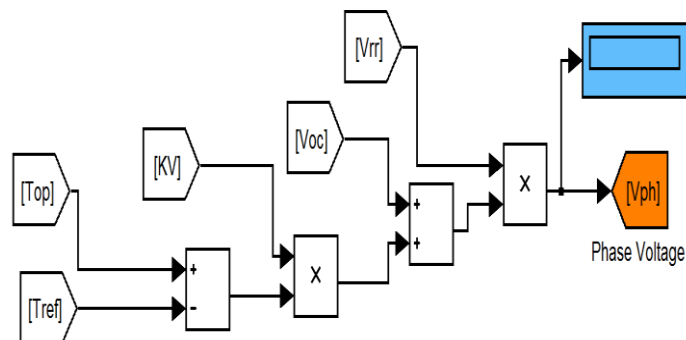 [Vrr]
[Voc]
[KV]
[Top]
[Tref]
+
-
×
+
+
×
[Vph]
Phase Voltage